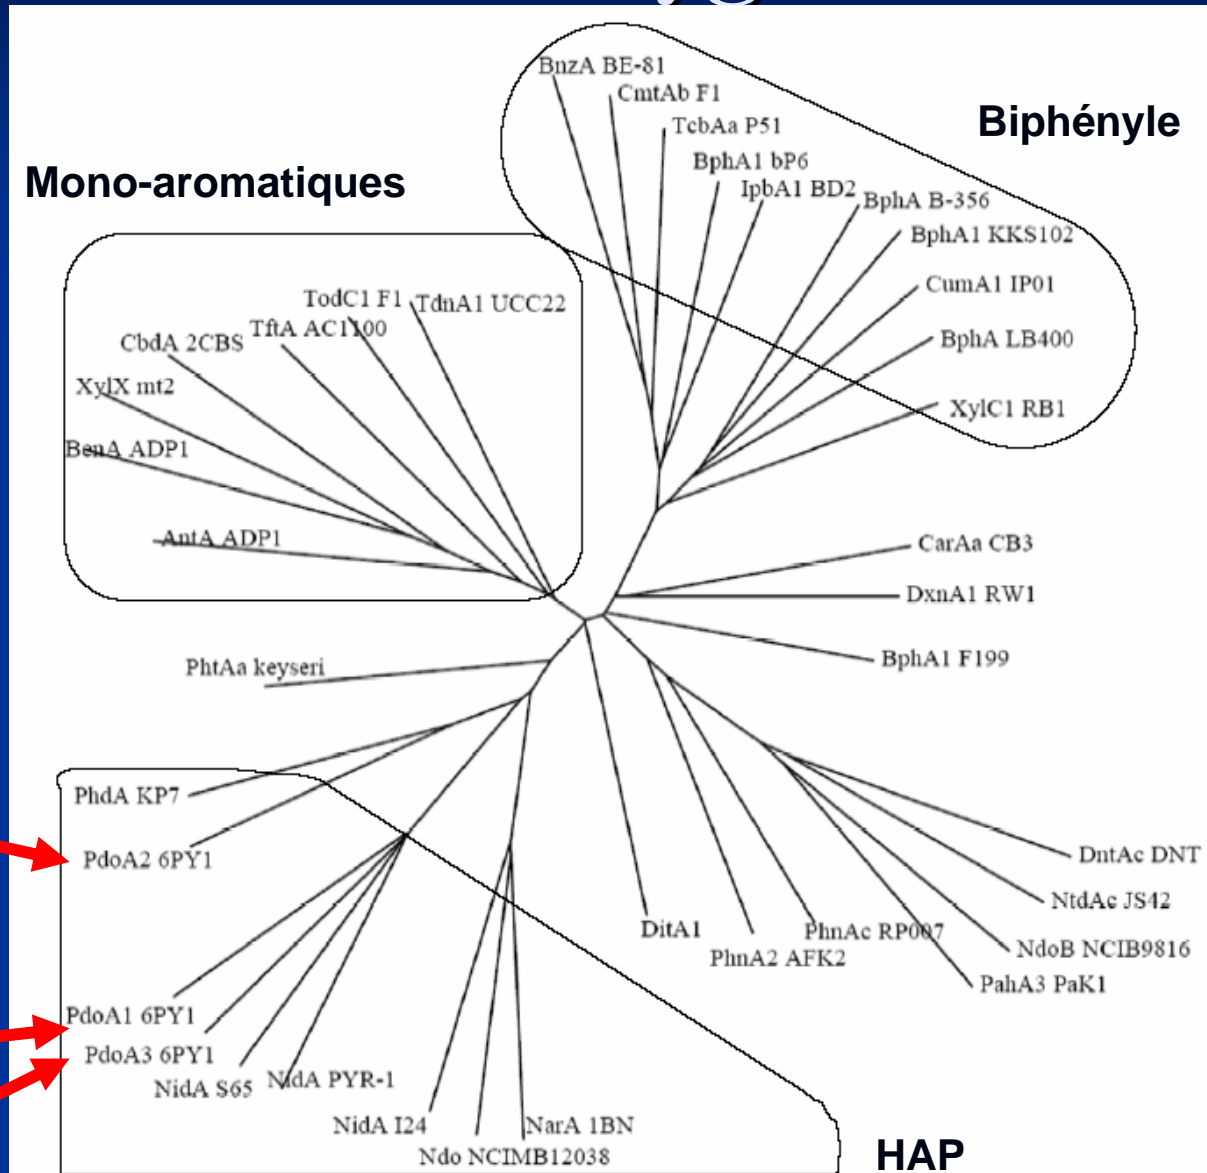 BnzA BE-81
CmtAb F1
TcbAa P51
Biphényle
BphA1 bP6
IpbA1 BD2
BphA B-356
BphA1 KKS102
CumA1 IP01
BphA LB400
XylC1 RB1
Mono-aromatiques
TodC1 F1
TdnA1 UCC22
TftA AC1100
CbdA 2CBS
XylX mt2
BenA ADP1
AntA ADP1
CarAa CB3
DxnA1 RW1
BphA1 F199
PhtAa keyseri
PhdA KP7
PdoA2 6PY1
DntAc DNT
NtdAc JS42
NdoB NCIB9816
PahA3 PaK1
DitA1
PhnAc RP007
PhnA2 AFK2
PdoA1 6PY1
PdoA3 6PY1
NidA S65
NidA PYR-1
NidA I24
NarA 1BN
Ndo NCIMB12038
HAP